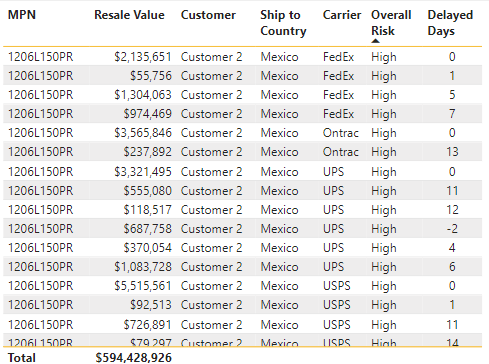 MPN Resale Value Customer Ship to Country Carrier Overall Risk Delayed Days
1206L150PR $2,135,651 Customer 2 Mexico FedEx High 0
1206L150PR $55,756 Customer 2 Mexico FedEx High 1
1206L150PR $1,304,063 Customer 2 Mexico FedEx High 5
1206L150PR $974,469 Customer 2 Mexico FedEx High 7
1206L150PR $3,565,846 Customer 2 Mexico Ontrac High 0
1206L150PR $237,892 Customer 2 Mexico Ontrac High 13
1206L150PR $3,321,495 Customer 2 Mexico UPS High 0
1206L150PR $555,080 Customer 2 Mexico UPS High 11
1206L150PR $118,517 Customer 2 Mexico UPS High 12
1206L150PR $687,758 Customer 2 Mexico UPS High -2
1206L150PR $370,054 Customer 2 Mexico UPS High 4
1206L150PR $1,083,728 Customer 2 Mexico UPS High 6
1206L150PR $5,515,561 Customer 2 Mexico USPS High 0
1206L150PR $92,513 Customer 2 Mexico USPS High 1
1206L150PR $726,891 Customer 2 Mexico USPS High 11
1206L150PR $79,297 Customer 2 Mexico USPS High 14
Total $594,428,926